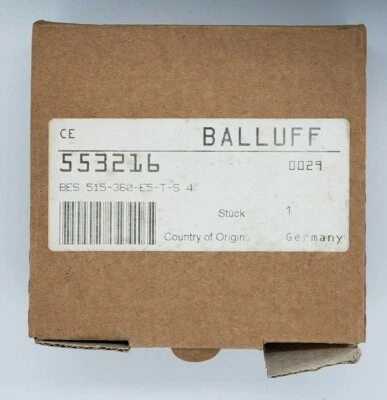 CE BALLUFF
553216 0029
BES 515-360-E5-T-S 4
Stück 1
Country of Origin: Germany